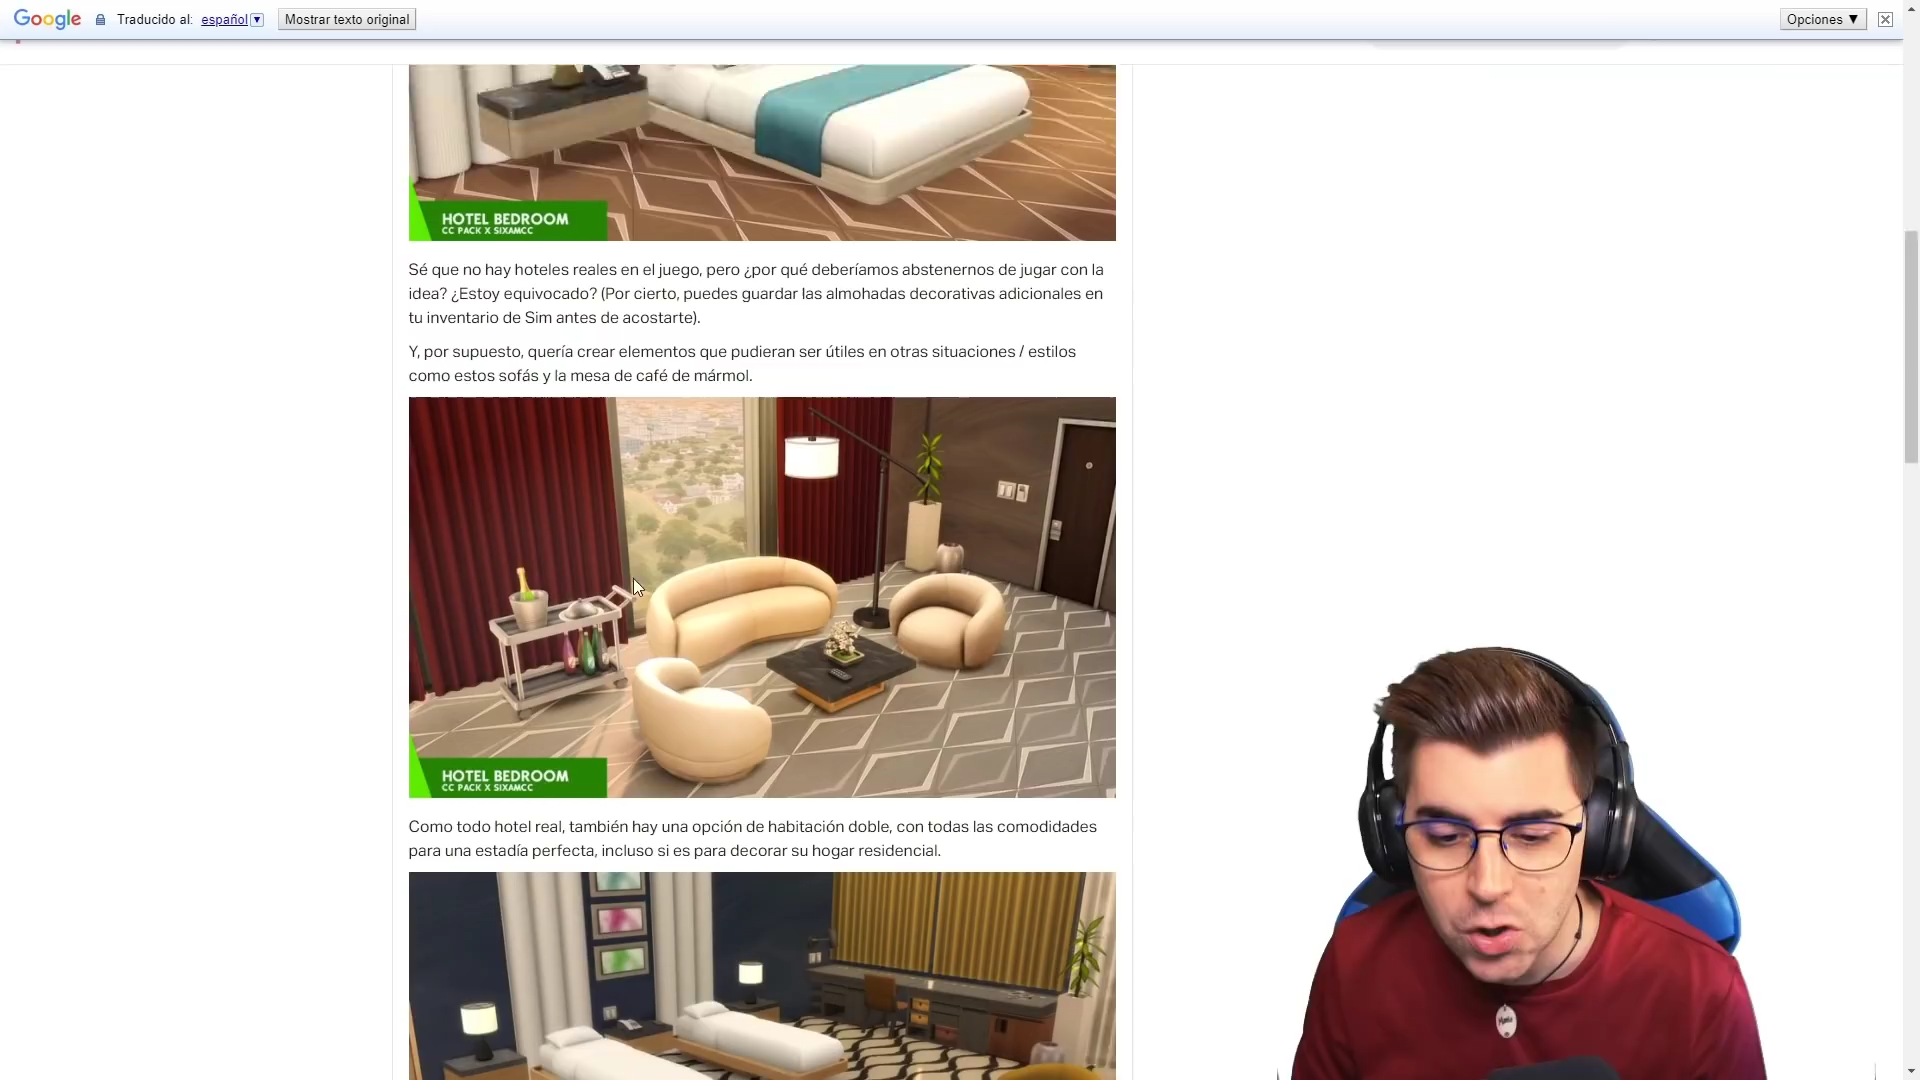 Google Traducido al: español Mostrar texto original Opciones ▼
HOTEL BEDROOM
CC PACK X SIXAMCC
Sé que no hay hoteles reales en el juego, pero ¿por qué deberíamos abstenernos de jugar con la
idea? ¿Estoy equivocado? (Por cierto, puedes guardar las almohadas decorativas adicionales en
tu inventario de Sim antes de acostarte).
Y, por supuesto, quería crear elementos que pudieran ser útiles en otras situaciones / estilos
como estos sofás y la mesa de café de mármol.
HOTEL BEDROOM
CC PACK X SIXAMCC
Como todo hotel real, también hay una opción de habitación doble, con todas las comodidades
para una estadía perfecta, incluso si es para decorar su hogar residencial.